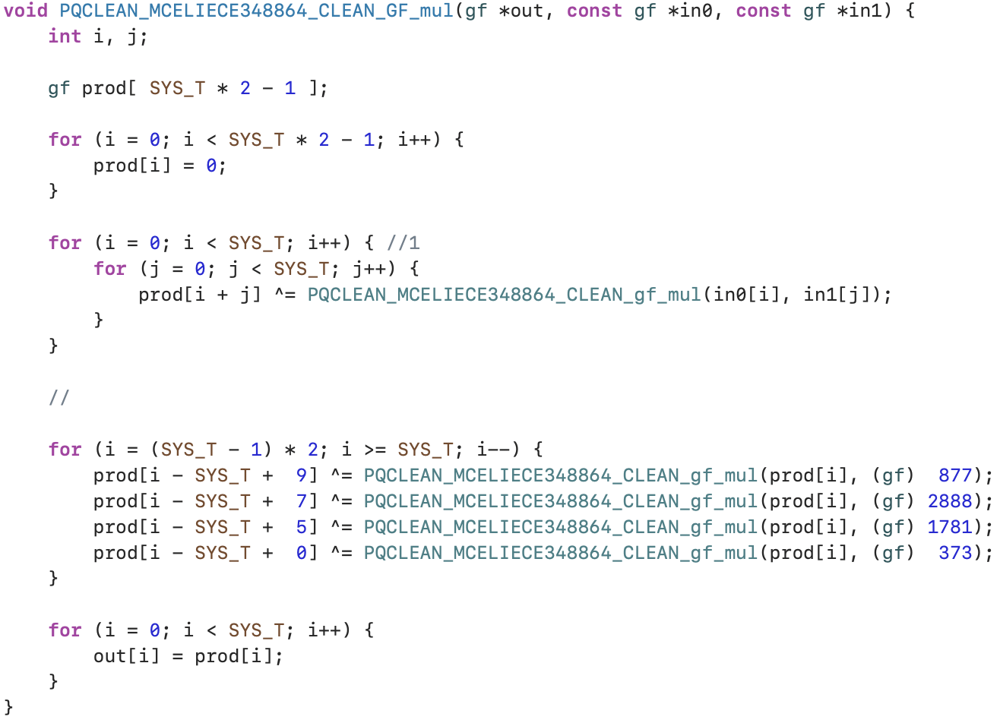 void PQCLEAN_MCELIECE348864_CLEAN_GF_mul(gf *out, const gf *in0, const gf *in1) {
    int i, j;

    gf prod[ SYS_T * 2 - 1 ];

    for (i = 0; i < SYS_T * 2 - 1; i++) {
        prod[i] = 0;
    }

    for (i = 0; i < SYS_T; i++) { //1
        for (j = 0; j < SYS_T; j++) {
            prod[i + j] ^= PQCLEAN_MCELIECE348864_CLEAN_gf_mul(in0[i], in1[j]);
        }
    }

    //

    for (i = (SYS_T - 1) * 2; i >= SYS_T; i--) {
        prod[i - SYS_T +  9] ^= PQCLEAN_MCELIECE348864_CLEAN_gf_mul(prod[i], (gf)  877);
        prod[i - SYS_T +  7] ^= PQCLEAN_MCELIECE348864_CLEAN_gf_mul(prod[i], (gf) 2888);
        prod[i - SYS_T +  5] ^= PQCLEAN_MCELIECE348864_CLEAN_gf_mul(prod[i], (gf) 1781);
        prod[i - SYS_T +  0] ^= PQCLEAN_MCELIECE348864_CLEAN_gf_mul(prod[i], (gf)  373);
    }

    for (i = 0; i < SYS_T; i++) {
        out[i] = prod[i];
    }
}